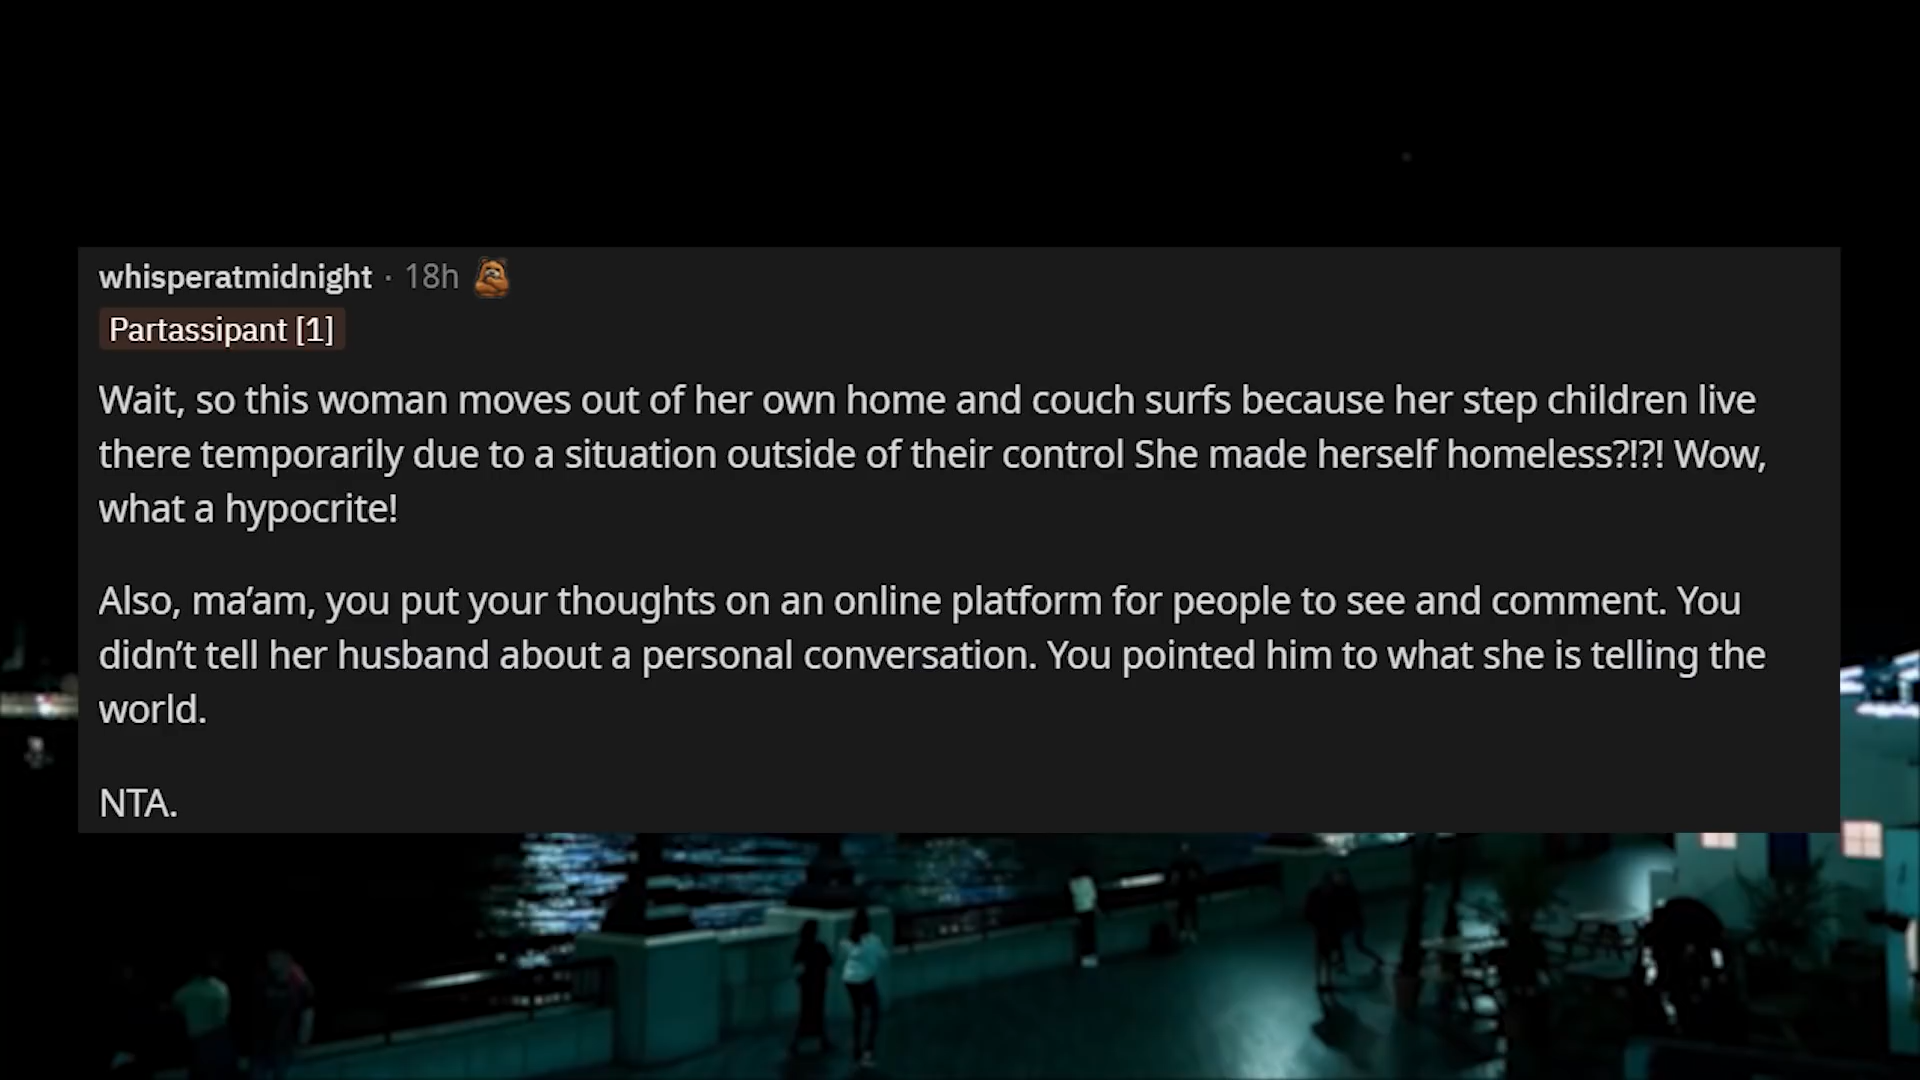 whisperatmidnight · 18h
Partassipant [1]
Wait, so this woman moves out of her own home and couch surfs because her step children live
there temporarily due to a situation outside of their control She made herself homeless?!?! Wow,
what a hypocrite!
Also, ma’am, you put your thoughts on an online platform for people to see and comment. You
didn’t tell her husband about a personal conversation. You pointed him to what she is telling the
world.
NTA.